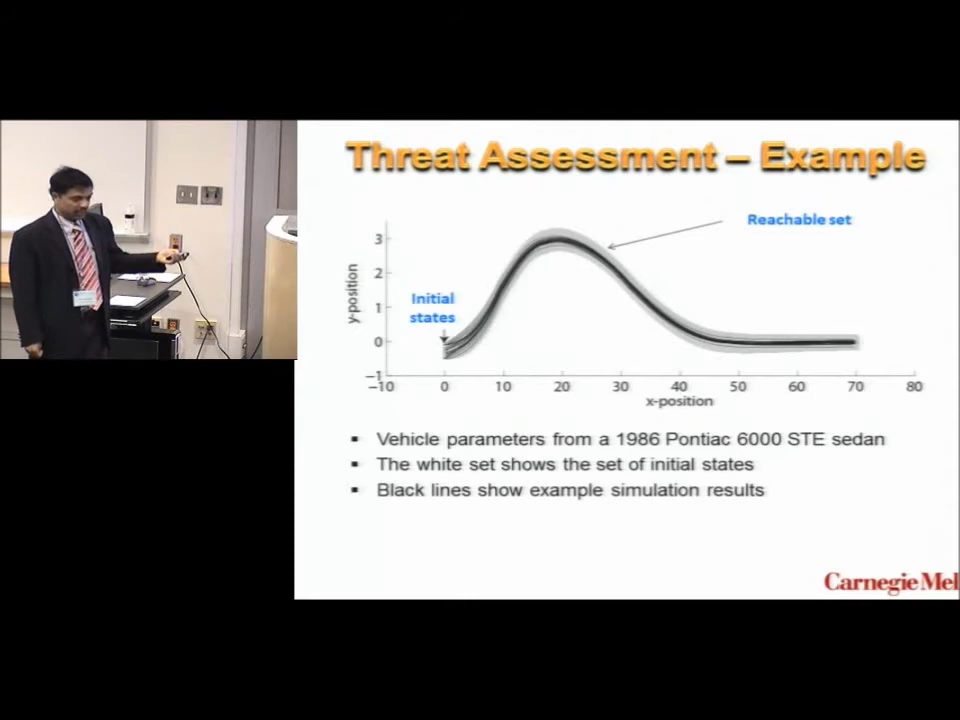 Threat Assessment – Example
Reachable set
Initial
states
y-position
3
2
1
0
−1
−10 0 10 20 30 40 50 60 70 80
x-position
▪ Vehicle parameters from a 1986 Pontiac 6000 STE sedan
▪ The white set shows the set of initial states
▪ Black lines show example simulation results
Carnegie Mel